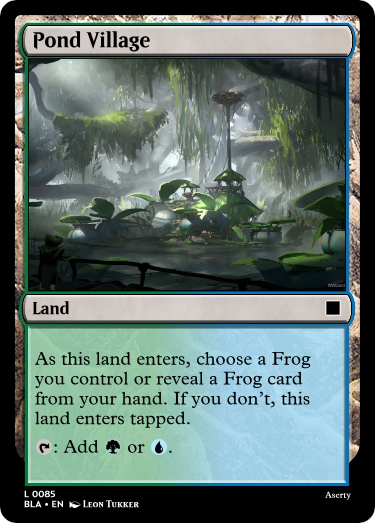 Pond Village
Land
As this land enters, choose a Frog
you control or reveal a Frog card
from your hand. If you don't, this
land enters tapped.
: Add or .
L 0085
BLA • EN Leon Tukker
Aserty